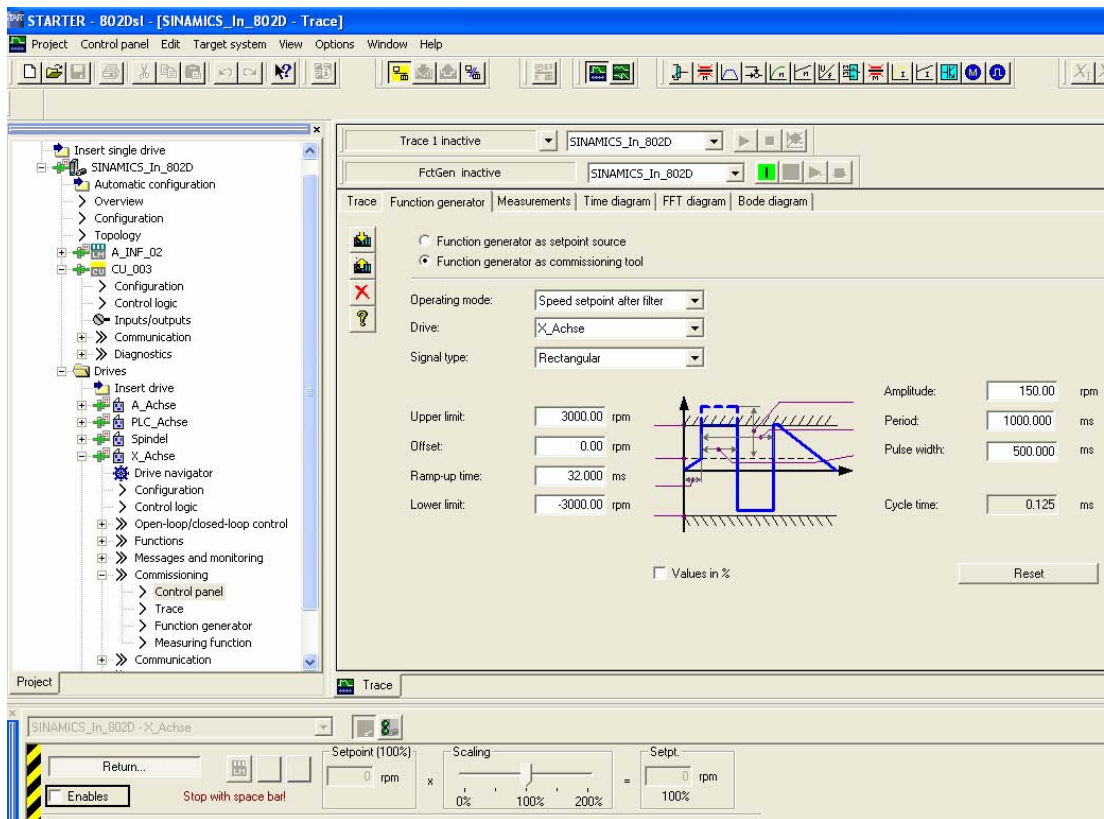 STARTER - 802Dsl - [SINAMICS_In_802D - Trace]
Project Control panel Edit Target system View Options Window Help
Insert single drive
SINAMICS_In_802D
Automatic configuration
Overview
Configuration
Topology
A_INF_02
CU_003
Configuration
Control logic
Inputs/outputs
Communication
Diagnostics
Drives
Insert drive
A_Achse
PLC_Achse
Spindel
X_Achse
Drive navigator
Configuration
Control logic
Open-loop/closed-loop control
Functions
Messages and monitoring
Commissioning
Control panel
Trace
Function generator
Measuring function
Communication
Project
Trace 1 inactive SINAMICS_In_802D
FctGen inactive SINAMICS_In_802D
Trace Function generator Measurements Time diagram FFT diagram Bode diagram
Function generator as setpoint source
Function generator as commissioning tool
Operating mode: Speed setpoint after filter
Drive: X_Achse
Signal type: Rectangular
Upper limit: 3000.00 rpm
Offset: 0.00 rpm
Ramp-up time: 32.000 ms
Lower limit: -3000.00 rpm
Amplitude: 150.00 rpm
Period: 1000.000 ms
Pulse width: 500.000 ms
Cycle time: 0.125 ms
Values in %
Reset
Trace
SINAMICS_In_802D - X_Achse
Return...
Enables Stop with space bar!
Setpoint (100%) Scaling Setpt.
0 rpm x = 0 rpm
0% 100% 200% 100%